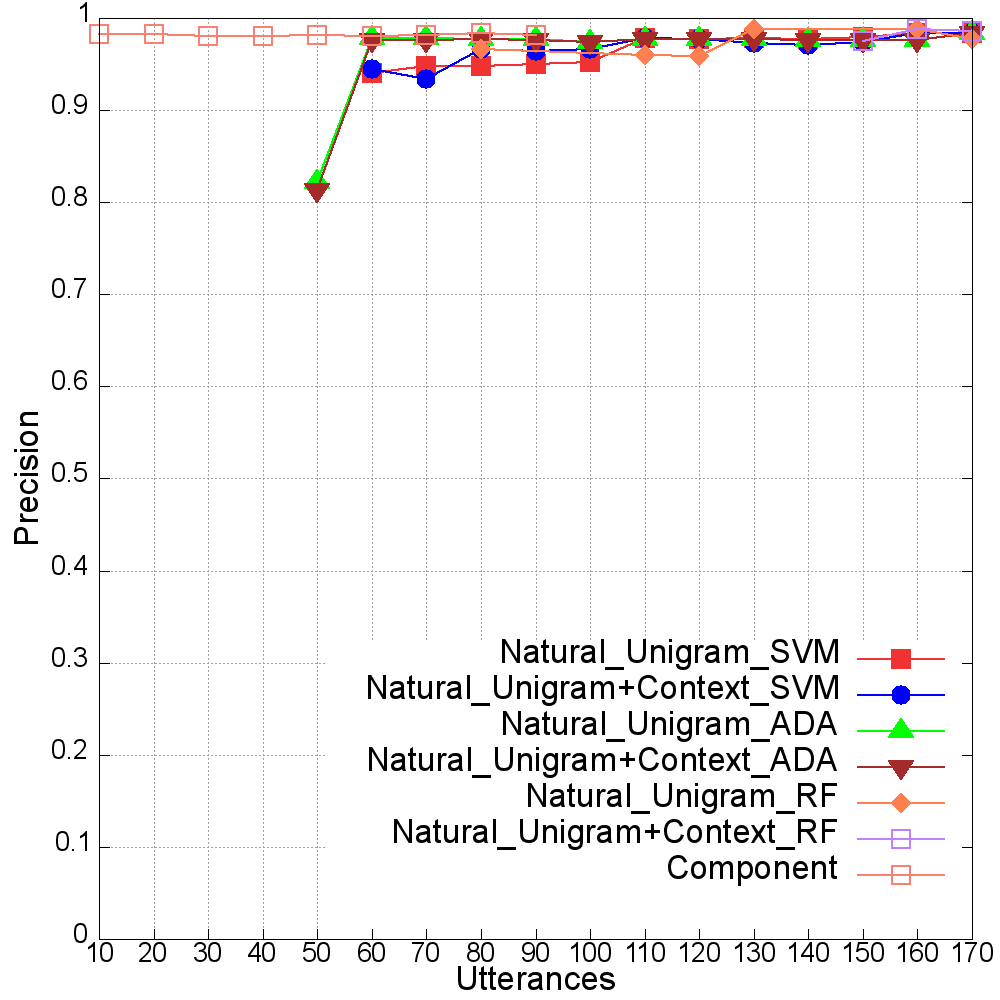 1
0.9
0.8
0.7
0.6
0.5
0.4
0.3
0.2
0.1
0
Precision
Natural_Unigram_SVM
Natural_Unigram+Context_SVM
Natural_Unigram_ADA
Natural_Unigram+Context_ADA
Natural_Unigram_RF
Natural_Unigram+Context_RF
Component
10 20 30 40 50 60 70 80 90 100 110 120 130 140 150 160 170
Utterances